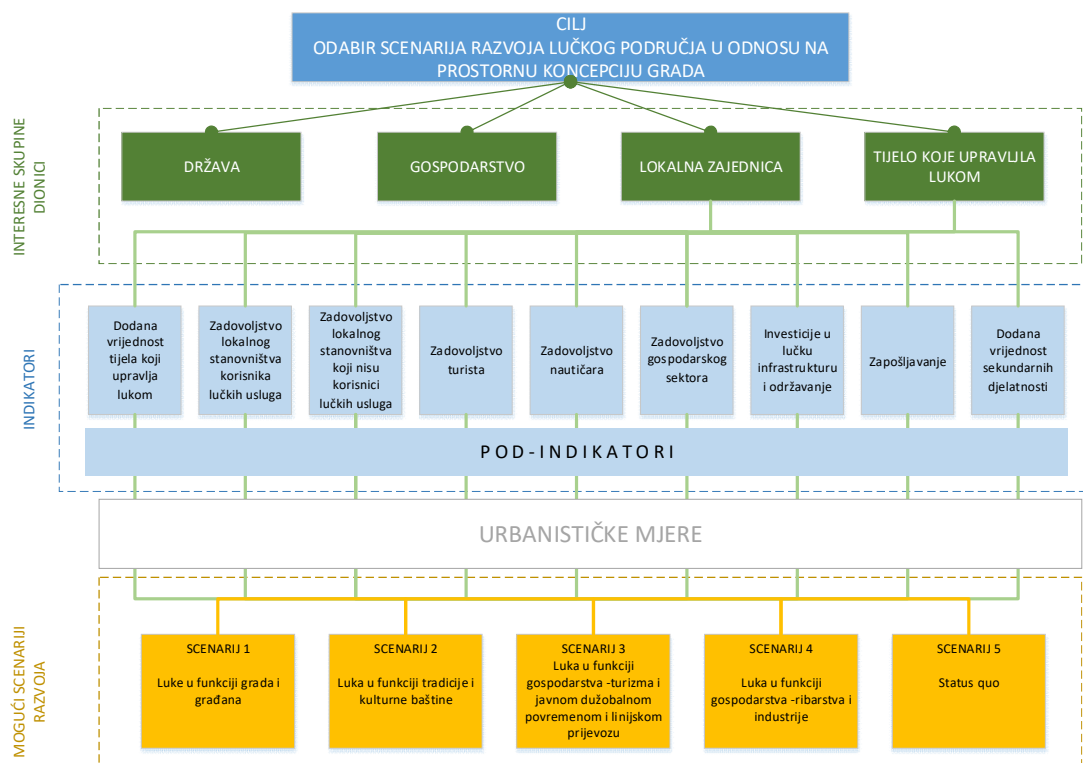 CILJ
ODABIR SCENARIJA RAZVOJA LUČKOG PODRUČJA U ODNOSU NA
PROSTORNU KONCEPCIJU GRADA
INTERESNE SKUPINE
DIONICI
DRŽAVA
GOSPODARSTVO
LOKALNA ZAJEDNICA
TIJELO KOJE UPRAVLJLA
LUKOM
INDIKATORI
Dodana
vrijednost
tijela koji
upravlja
lukom
Zadovoljstvo
lokalnog
stanovništva
korisnika
lučkih usluga
Zadovoljstvo
lokalnog
stanovništva
koji nisu
korisnici
lučkih usluga
Zadovoljstvo
turista
Zadovoljstvo
nautičara
Zadovoljstvo
gospodarskog
sektora
Investicije u
lučku
infrastrukturu
i održavanje
Zapošljavanje
Dodana
vrijednost
sekundarnih
djelatnosti
POD-INDIKATORI
URBANISTIČKE MJERE
MOGUĆI SCENARIJI
RAZVOJA
SCENARIJ 1
Luke u funkciji grada i
građana
SCENARIJ 2
Luka u funkciji tradicije i
kulturne baštine
SCENARIJ 3
Luka u funkciji
gospodarstva -turizma i
javnom dužobalnom
povremenom i linijskom
prijevozu
SCENARIJ 4
Luka u funkciji
gospodarstva -ribarstva i
industrije
SCENARIJ 5
Status quo